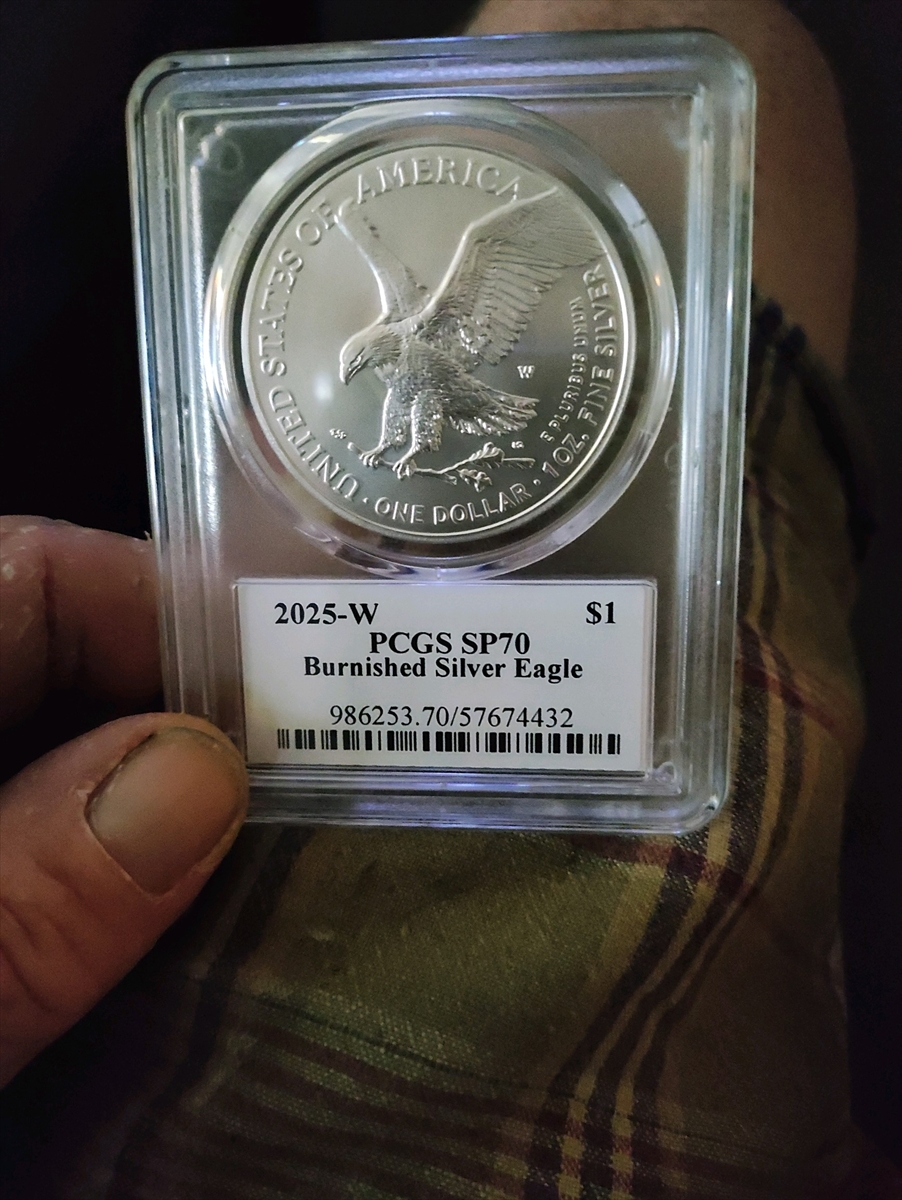 UNITED STATES OF AMERICA
W
E PLURIBUS UNUM
1 OZ. FINE SILVER
· ONE DOLLAR ·
2025-W $1
PCGS SP70
Burnished Silver Eagle
986253.70/57674432